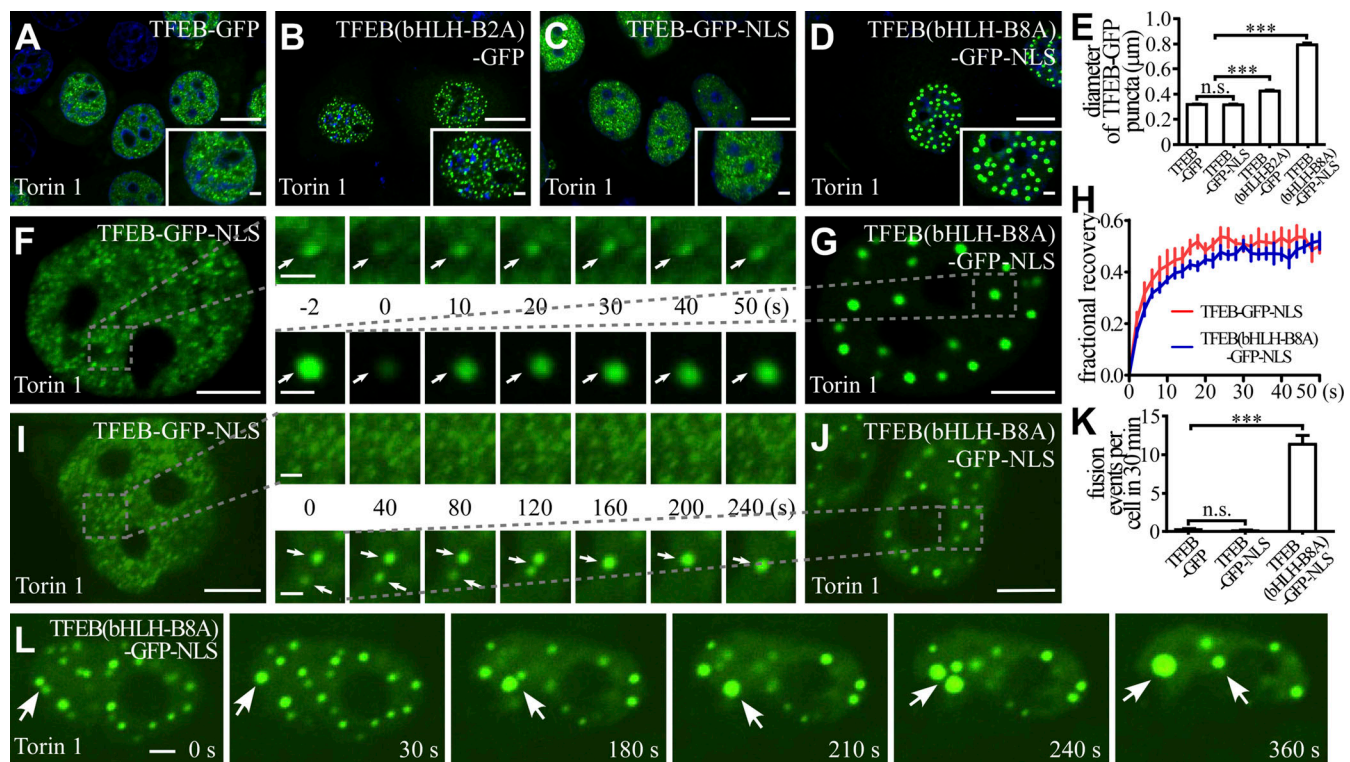 A
TFEB-GFP
Torin 1
B
TFEB(bHLH-B2A)
-GFP
Torin 1
C
TFEB-GFP-NLS
Torin 1
D
TFEB(bHLH-B8A)
-GFP-NLS
Torin 1
E
diameter
of TFEB-GFP
puncta (μm)
1.0
0.8
0.6
0.4
0.2
0
n.s.
***
***
TFEB
-GFP
TFEB
-GFP-NLS
TFEB
(bHLH-B2A)
-GFP
TFEB
(bHLH-B8A)
-GFP-NLS
F
TFEB-GFP-NLS
Torin 1
-2
0
10
20
30
40
50 (s)
G
TFEB(bHLH-B8A)
-GFP-NLS
Torin 1
H
fractional recovery
0.6
0.4
0.2
0.0
0
10
20
30
40
50 (s)
TFEB-GFP-NLS
TFEB(bHLH-B8A)
-GFP-NLS
I
TFEB-GFP-NLS
Torin 1
0
40
80
120
160
200
240 (s)
J
TFEB(bHLH-B8A)
-GFP-NLS
Torin 1
K
fusion
events per
cell in 30 min
15
10
5
0
n.s.
***
TFEB
-GFP
TFEB
-GFP-NLS
TFEB
(bHLH-B8A)
-GFP-NLS
L
TFEB(bHLH-B8A)
-GFP-NLS
Torin 1
0 s
30 s
180 s
210 s
240 s
360 s